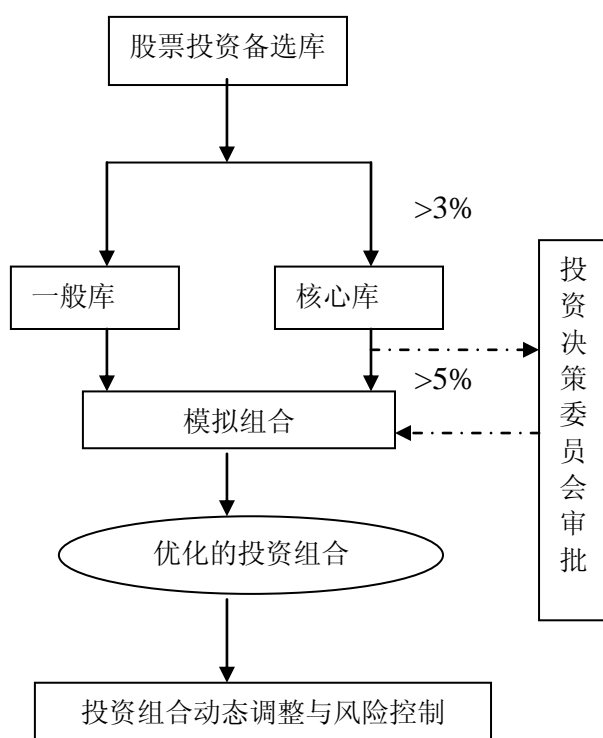 股票投资备选库
>3%
一般库
核心库
投资决策委员会审批
>5%
模拟组合
优化的投资组合
投资组合动态调整与风险控制